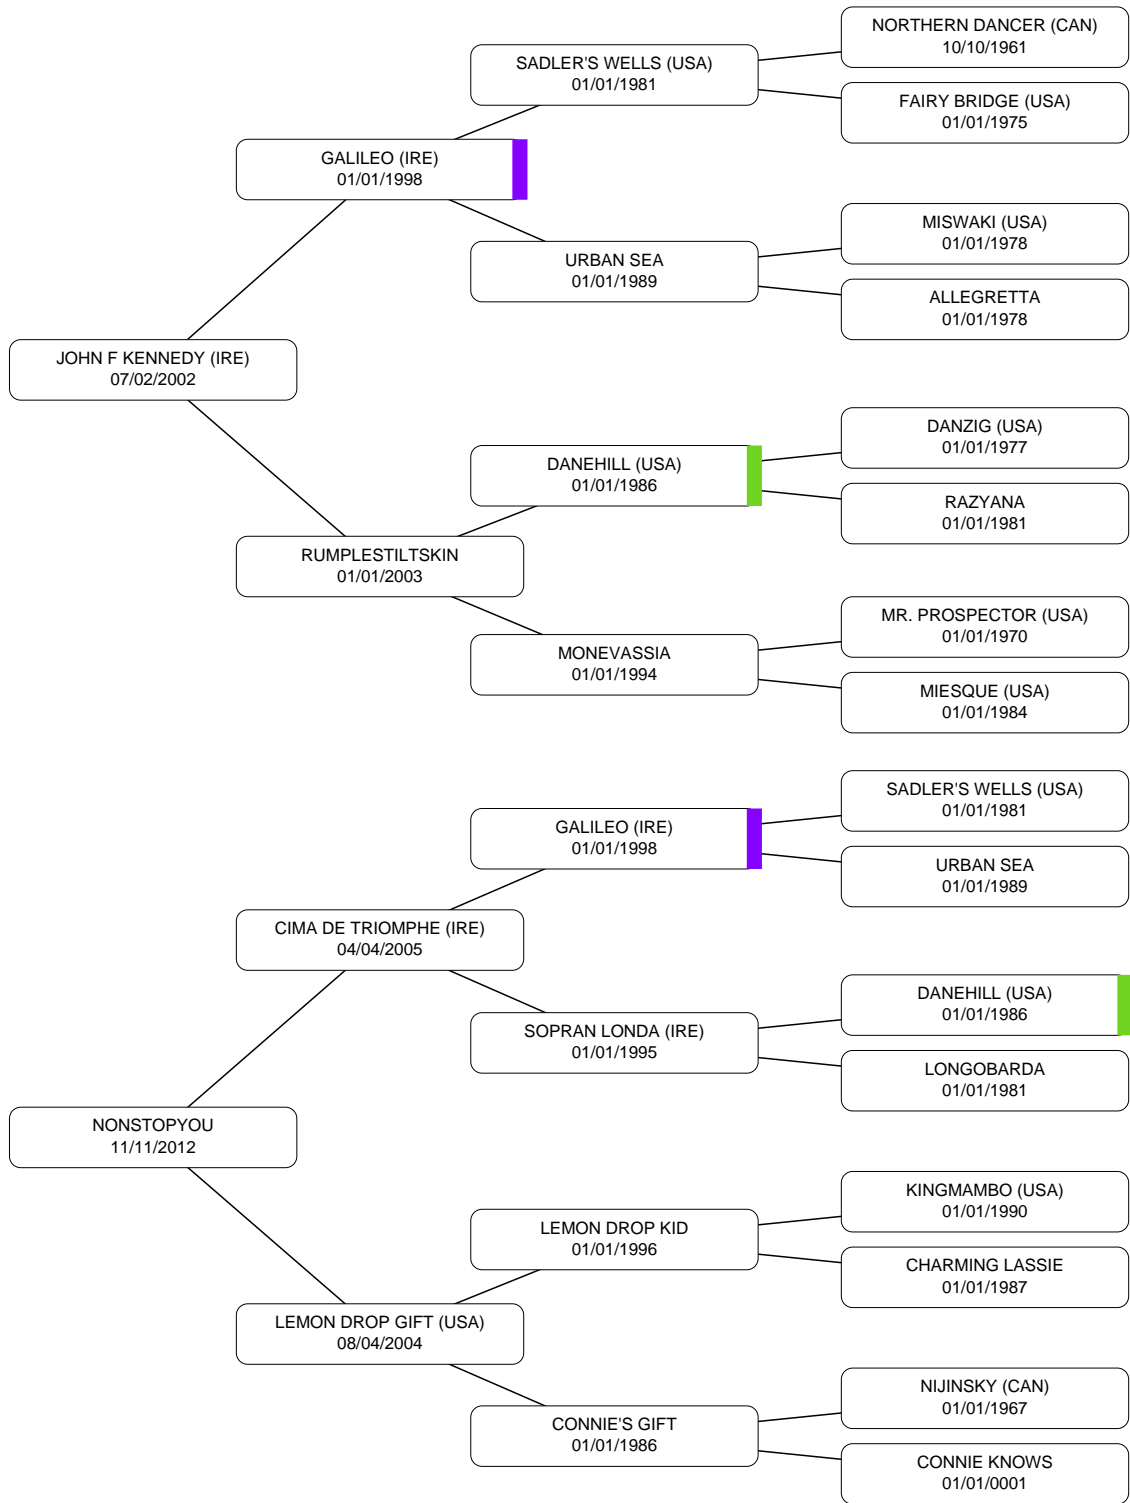 NORTHERN DANCER (CAN)
10/10/1961
SADLER'S WELLS (USA)
01/01/1981
FAIRY BRIDGE (USA)
01/01/1975
GALILEO (IRE)
01/01/1998
MISWAKI (USA)
01/01/1978
URBAN SEA
01/01/1989
ALLEGRETTA
01/01/1978
JOHN F KENNEDY (IRE)
07/02/2002
DANZIG (USA)
01/01/1977
DANEHILL (USA)
01/01/1986
RAZYANA
01/01/1981
RUMPLESTILTSKIN
01/01/2003
MR. PROSPECTOR (USA)
01/01/1970
MONEVASSIA
01/01/1994
MIESQUE (USA)
01/01/1984
SADLER'S WELLS (USA)
01/01/1981
GALILEO (IRE)
01/01/1998
URBAN SEA
01/01/1989
CIMA DE TRIOMPHE (IRE)
04/04/2005
DANEHILL (USA)
01/01/1986
SOPRAN LONDA (IRE)
01/01/1995
LONGOBARDA
01/01/1981
NONSTOPYOU
11/11/2012
KINGMAMBO (USA)
01/01/1990
LEMON DROP KID
01/01/1996
CHARMING LASSIE
01/01/1987
LEMON DROP GIFT (USA)
08/04/2004
NIJINSKY (CAN)
01/01/1967
CONNIE'S GIFT
01/01/1986
CONNIE KNOWS
01/01/0001